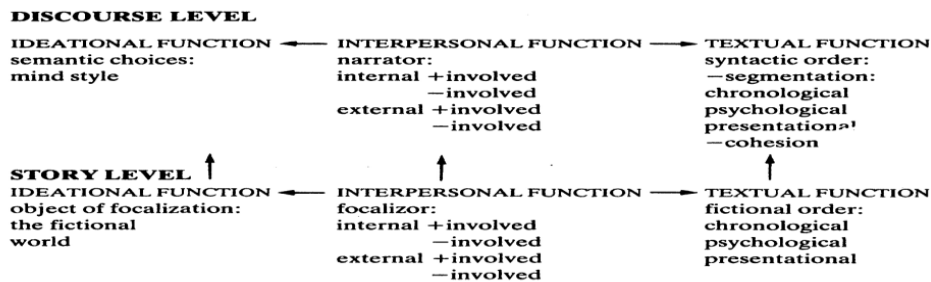 DISCOURSE LEVEL
IDEATIONAL FUNCTION ← INTERPERSONAL FUNCTION → TEXTUAL FUNCTION
semantic choices: narrator: syntactic order:
mind style internal +involved −segmentation:
−involved chronological
external +involved psychological
−involved presentational
−cohesion
STORY LEVEL
IDEATIONAL FUNCTION ← INTERPERSONAL FUNCTION → TEXTUAL FUNCTION
object of focalization: focalizor: fictional order:
the fictional internal +involved chronological
world −involved psychological
external +involved presentational
−involved